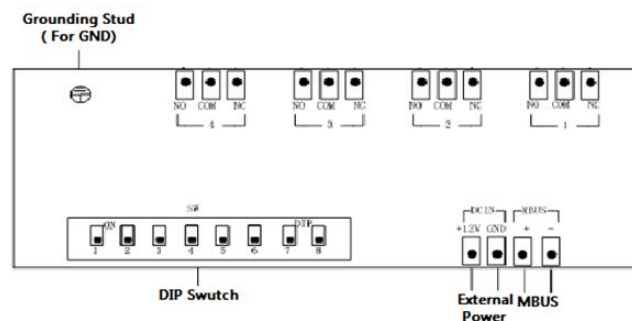 Grounding Stud
( For GND)
NO COM NC NO COM NC NO COM NC NO COM NC
4 3 2 1
SW
ON DIP
1 2 3 4 5 6 7 8
DCIN MBUS
+12V GND + -
DIP Swutch
External MBUS
Power